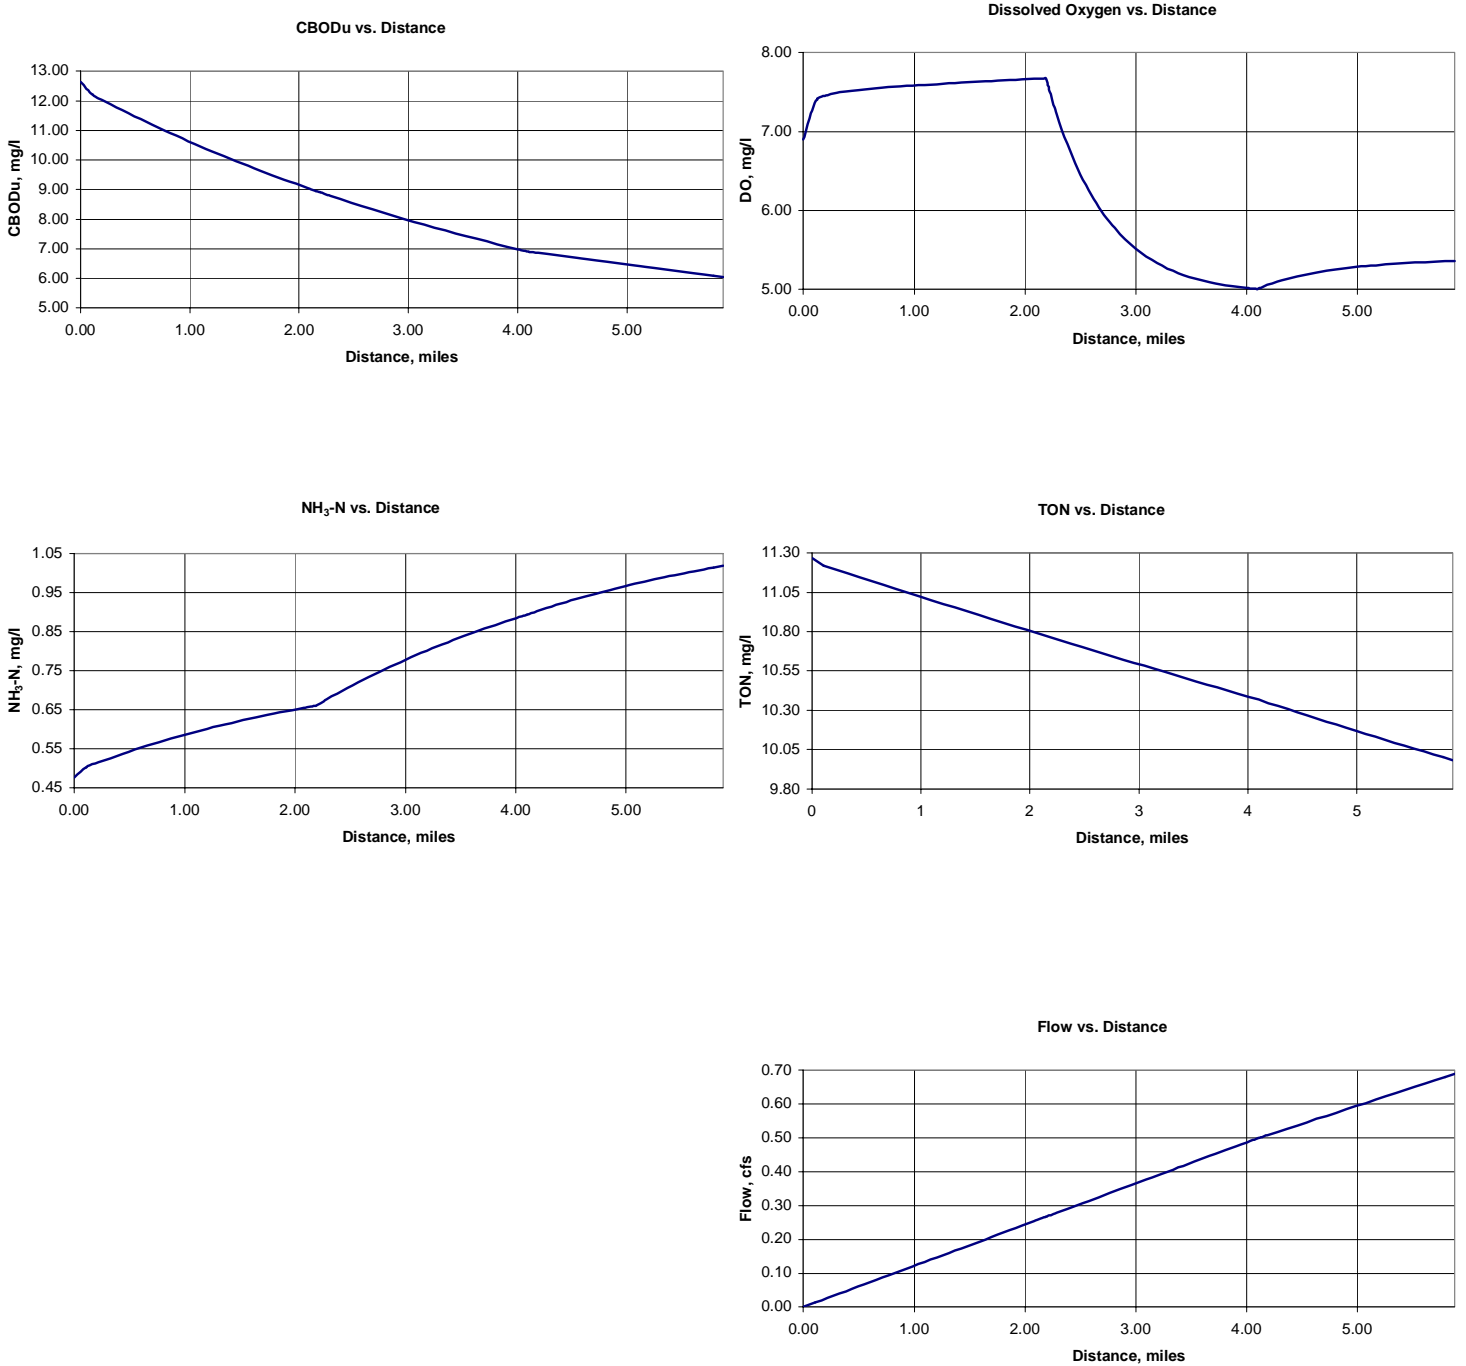 CBODu vs. Distance
13.00
12.00
11.00
10.00
9.00
8.00
7.00
6.00
5.00
CBODu, mg/l
0.00 1.00 2.00 3.00 4.00 5.00
Distance, miles
Dissolved Oxygen vs. Distance
8.00
7.00
6.00
5.00
DO, mg/l
0.00 1.00 2.00 3.00 4.00 5.00
Distance, miles
NH₃-N vs. Distance
1.05
0.95
0.85
0.75
0.65
0.55
0.45
NH₃-N, mg/l
0.00 1.00 2.00 3.00 4.00 5.00
Distance, miles
TON vs. Distance
11.30
11.05
10.80
10.55
10.30
10.05
9.80
TON, mg/l
0 1 2 3 4 5
Distance, miles
Flow vs. Distance
0.70
0.60
0.50
0.40
0.30
0.20
0.10
0.00
Flow, cfs
0.00 1.00 2.00 3.00 4.00 5.00
Distance, miles